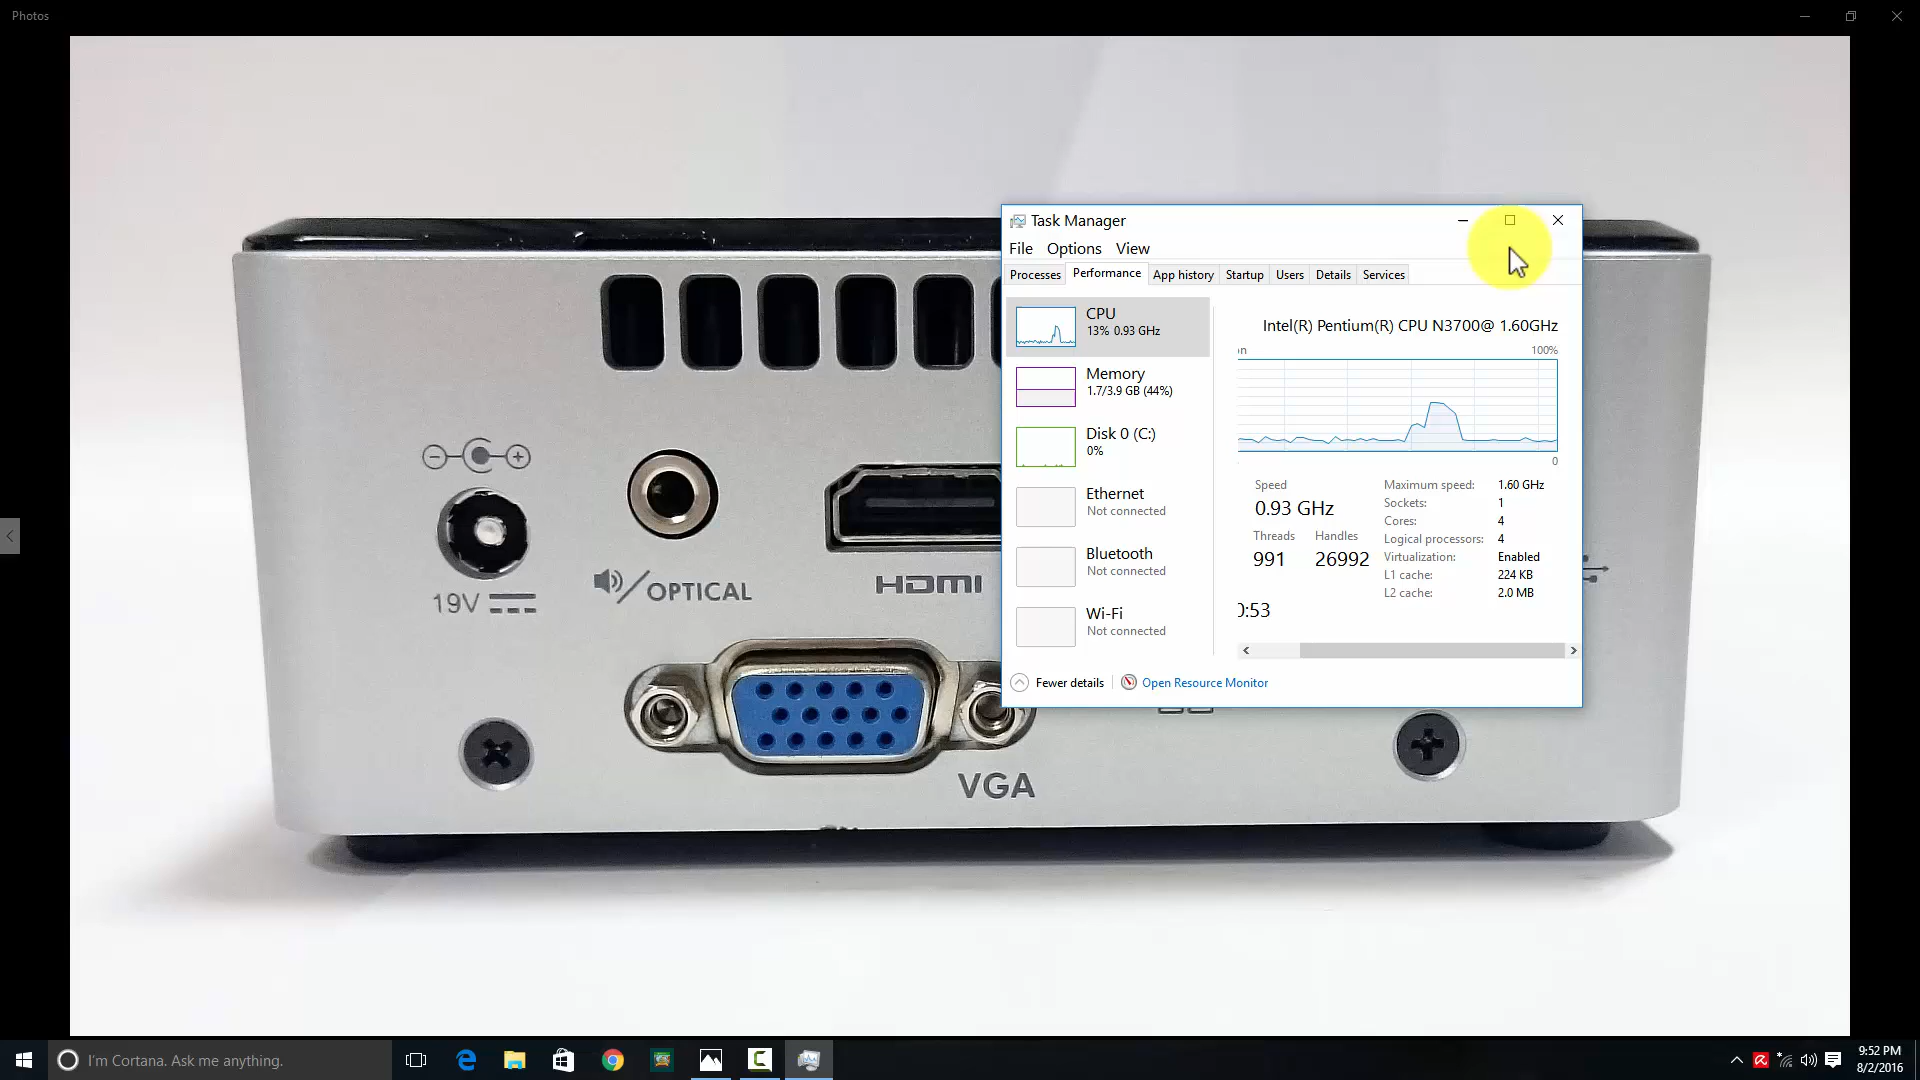 Photos
Task Manager
File Options View
Processes Performance App history Startup Users Details Services
CPU
13% 0.93 GHz
Memory
1.7/3.9 GB (44%)
Disk 0 (C:)
0%
Ethernet
Not connected
Bluetooth
Not connected
Wi-Fi
Not connected
Intel(R) Pentium(R) CPU N3700@ 1.60GHz
100%
0
Speed
0.93 GHz
Threads Handles
991 26992
0:53
Maximum speed: 1.60 GHz
Sockets: 1
Cores: 4
Logical processors: 4
Virtualization: Enabled
L1 cache: 224 KB
L2 cache: 2.0 MB
Fewer details Open Resource Monitor
19V
OPTICAL
HDMI
VGA
I'm Cortana. Ask me anything.
9:52 PM
8/2/2016